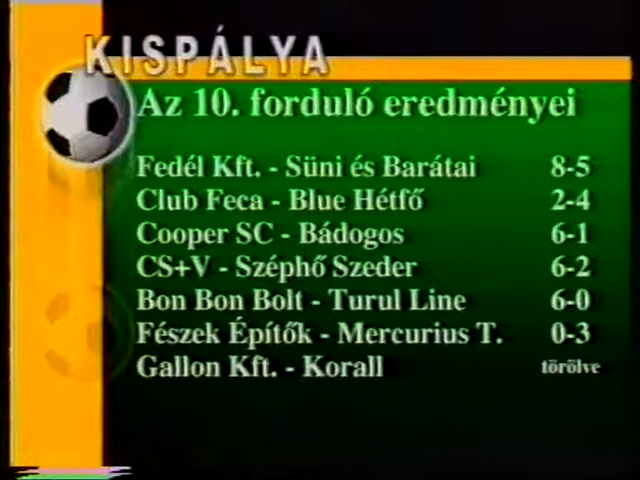 KISPÁLYA
Az 10. forduló eredményei
Fedél Kft. - Süni és Barátai 8-5
Club Feca - Blue Hétfő 2-4
Cooper SC - Bádogos 6-1
CS+V - Széphő Szeder 6-2
Bon Bon Bolt - Turul Line 6-0
Fészek Építők - Mercurius T. 0-3
Gallon Kft. - Korall törölve